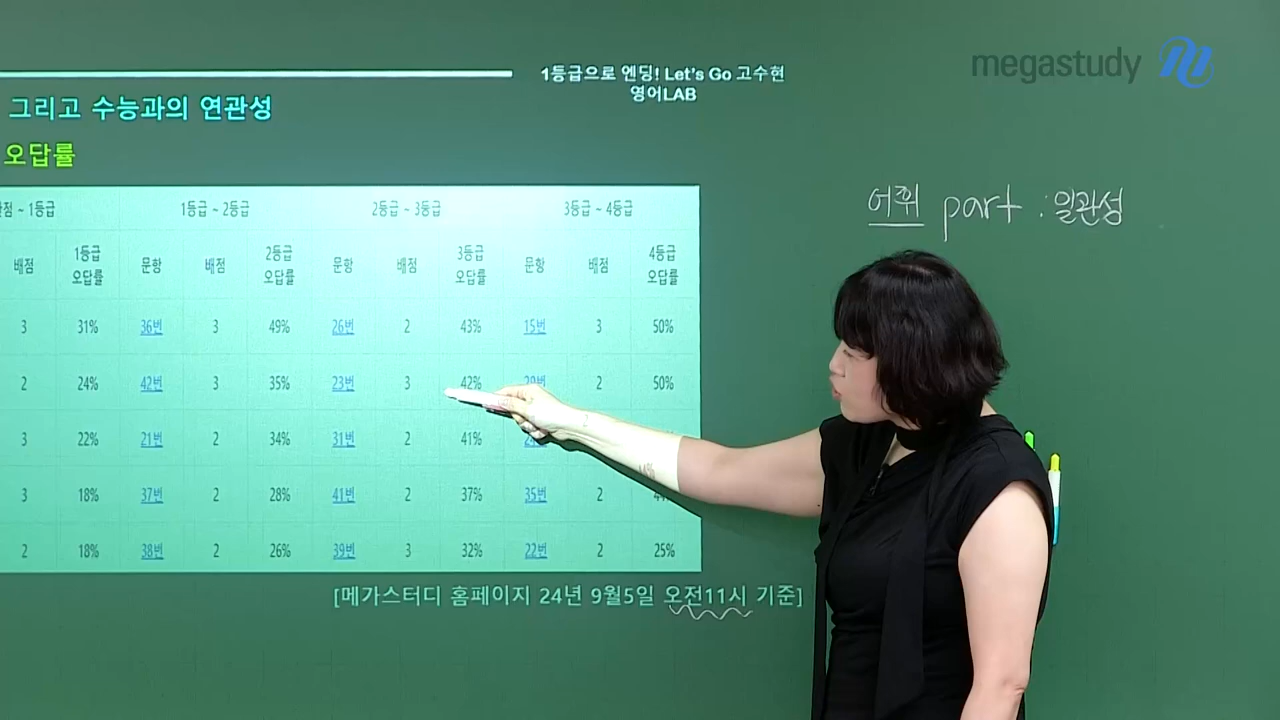 megastudy
1등급으로 엔딩! Let's Go 고수현
영어LAB
그리고 수능과의 연관성
오답률
어휘 part : 일관성
~ 1등급 1등급 ~ 2등급 2등급 ~ 3등급 3등급 ~ 4등급
배점 1등급 오답률 문항 배점 2등급 오답률 문항 배점 3등급 오답률 문항 배점 4등급 오답률
3 31% 36번 3 49% 26번 2 43% 15번 3 50%
2 24% 42번 3 35% 23번 3 42% 2 50%
3 22% 21번 2 34% 31번 2 41%
3 18% 37번 2 28% 41번 2 37% 35번 2
2 18% 38번 2 26% 39번 3 32% 22번 2 25%
[메가스터디 홈페이지 24년 9월5일 오전11시 기준]